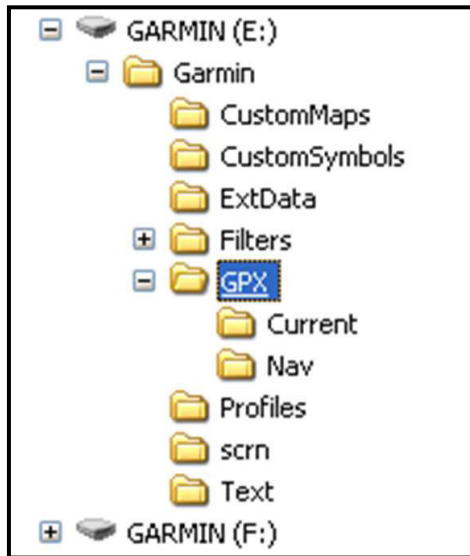 GARMIN (E:)
Garmin
CustomMaps
CustomSymbols
ExtData
Filters
GPX
Current
Nav
Profiles
scrn
Text
GARMIN (F:)